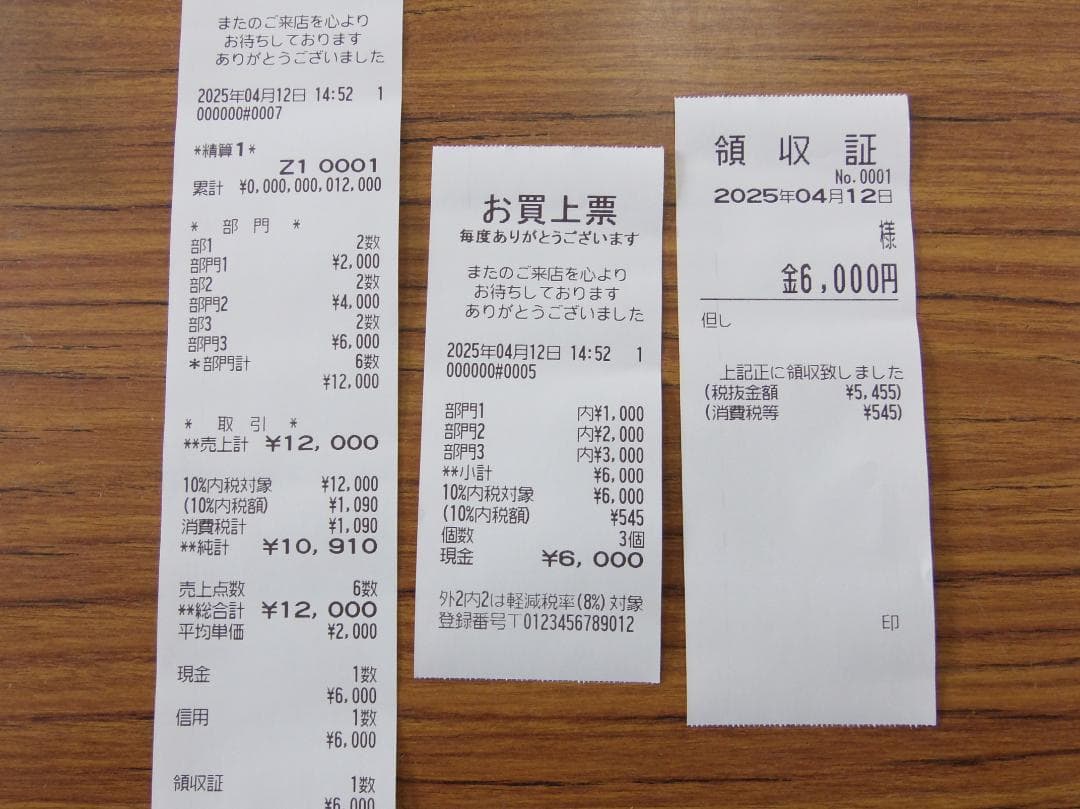 またのご来店を心より
お待ちしております
ありがとうございました
2025年04月12日 14:52 1
000000#0007
*精算1*
Z1 0001
累計 ¥0,000,000,012,000
* 部 門 *
部1 2数
部門1 ¥2,000
部2 2数
部門2 ¥4,000
部3 2数
部門3 ¥6,000
*部門計 6数
¥12,000
* 取 引 *
**売上計 ¥12,000
10%内税対象 ¥12,000
(10%内税額) ¥1,090
消費税計 ¥1,090
**純計 ¥10,910
売上点数 6数
**総合計 ¥12,000
平均単価 ¥2,000
現金 1数
¥6,000
信用 1数
¥6,000
領収証 1数
¥6,000
お買上票
毎度ありがとうございます
またのご来店を心より
お待ちしております
ありがとうございました
2025年04月12日 14:52 1
000000#0005
部門1 内¥1,000
部門2 内¥2,000
部門3 内¥3,000
**小計 ¥6,000
10%内税対象 ¥6,000
(10%内税額) ¥545
個数 3個
現金 ¥6,000
外2内2は軽減税率(8%)対象
登録番号T0123456789012
領 収 証
No.0001
2025年04月12日
様
金6,000円
但し
上記正に領収致しました
(税抜金額 ¥5,455)
(消費税等 ¥545)
印